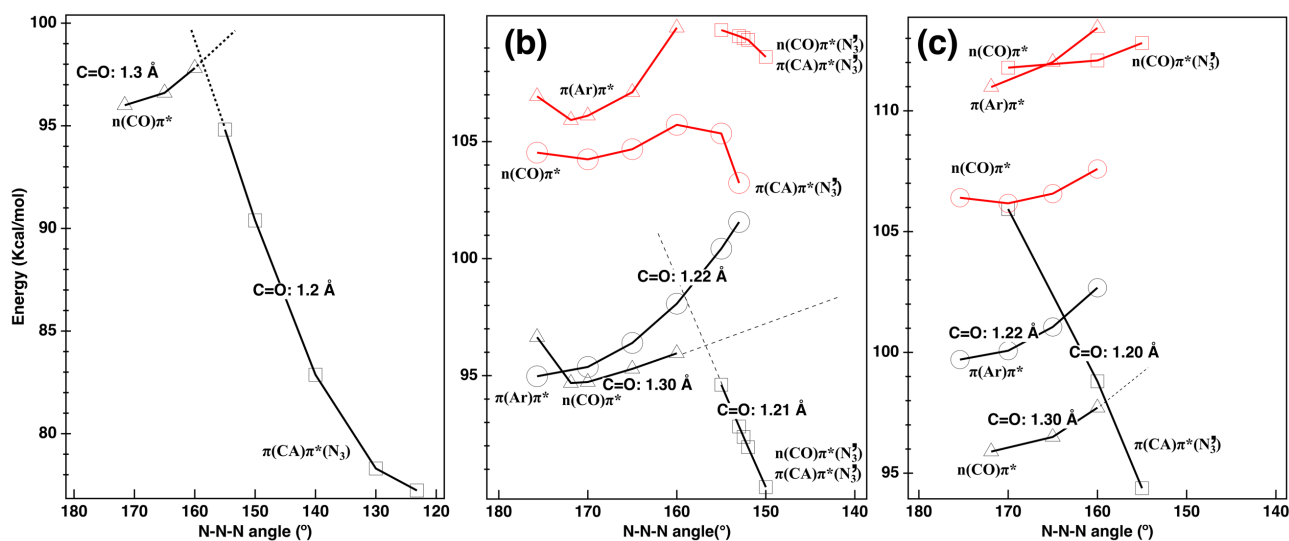 100
95
90
85
80
Energy (Kcal/mol)
C=O: 1.3 Å
n(CO)π*
C=O: 1.2 Å
π(CA)π*(N₃)
180 170 160 150 140 130 120
N-N-N angle (°)
(b)
105
100
95
n(CO)π*(N₃')
π(CA)π*(N₃')
π(Ar)π*
n(CO)π*
π(CA)π*(N₃')
C=O: 1.22 Å
π(Ar)π*
n(CO)π*
C=O: 1.30 Å
C=O: 1.21 Å
n(CO)π*(N₃')
π(CA)π*(N₃')
180 170 160 150 140
N-N-N angle(°)
(c)
110
105
100
95
n(CO)π*
n(CO)π*(N₃')
π(Ar)π*
n(CO)π*
C=O: 1.22 Å
π(Ar)π*
C=O: 1.20 Å
C=O: 1.30 Å
n(CO)π*
π(CA)π*(N₃')
180 170 160 150 140
N-N-N angle (°)